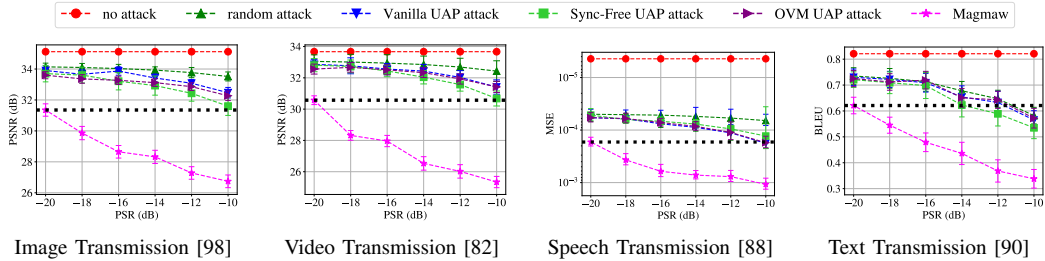 no attack random attack Vanilla UAP attack Sync-Free UAP attack OVM UAP attack Magmaw
PSNR (dB)
34
32
30
28
26
−20 −18 −16 −14 −12 −10
PSR (dB)
Image Transmission [98]
PSNR (dB)
34
32
30
28
26
−20 −18 −16 −14 −12 −10
PSR (dB)
Video Transmission [82]
MSE
10⁻⁵
10⁻⁴
10⁻³
−20 −18 −16 −14 −12 −10
PSR (dB)
Speech Transmission [88]
BLEU
0.8
0.7
0.6
0.5
0.4
0.3
−20 −18 −16 −14 −12 −10
PSR (dB)
Text Transmission [90]